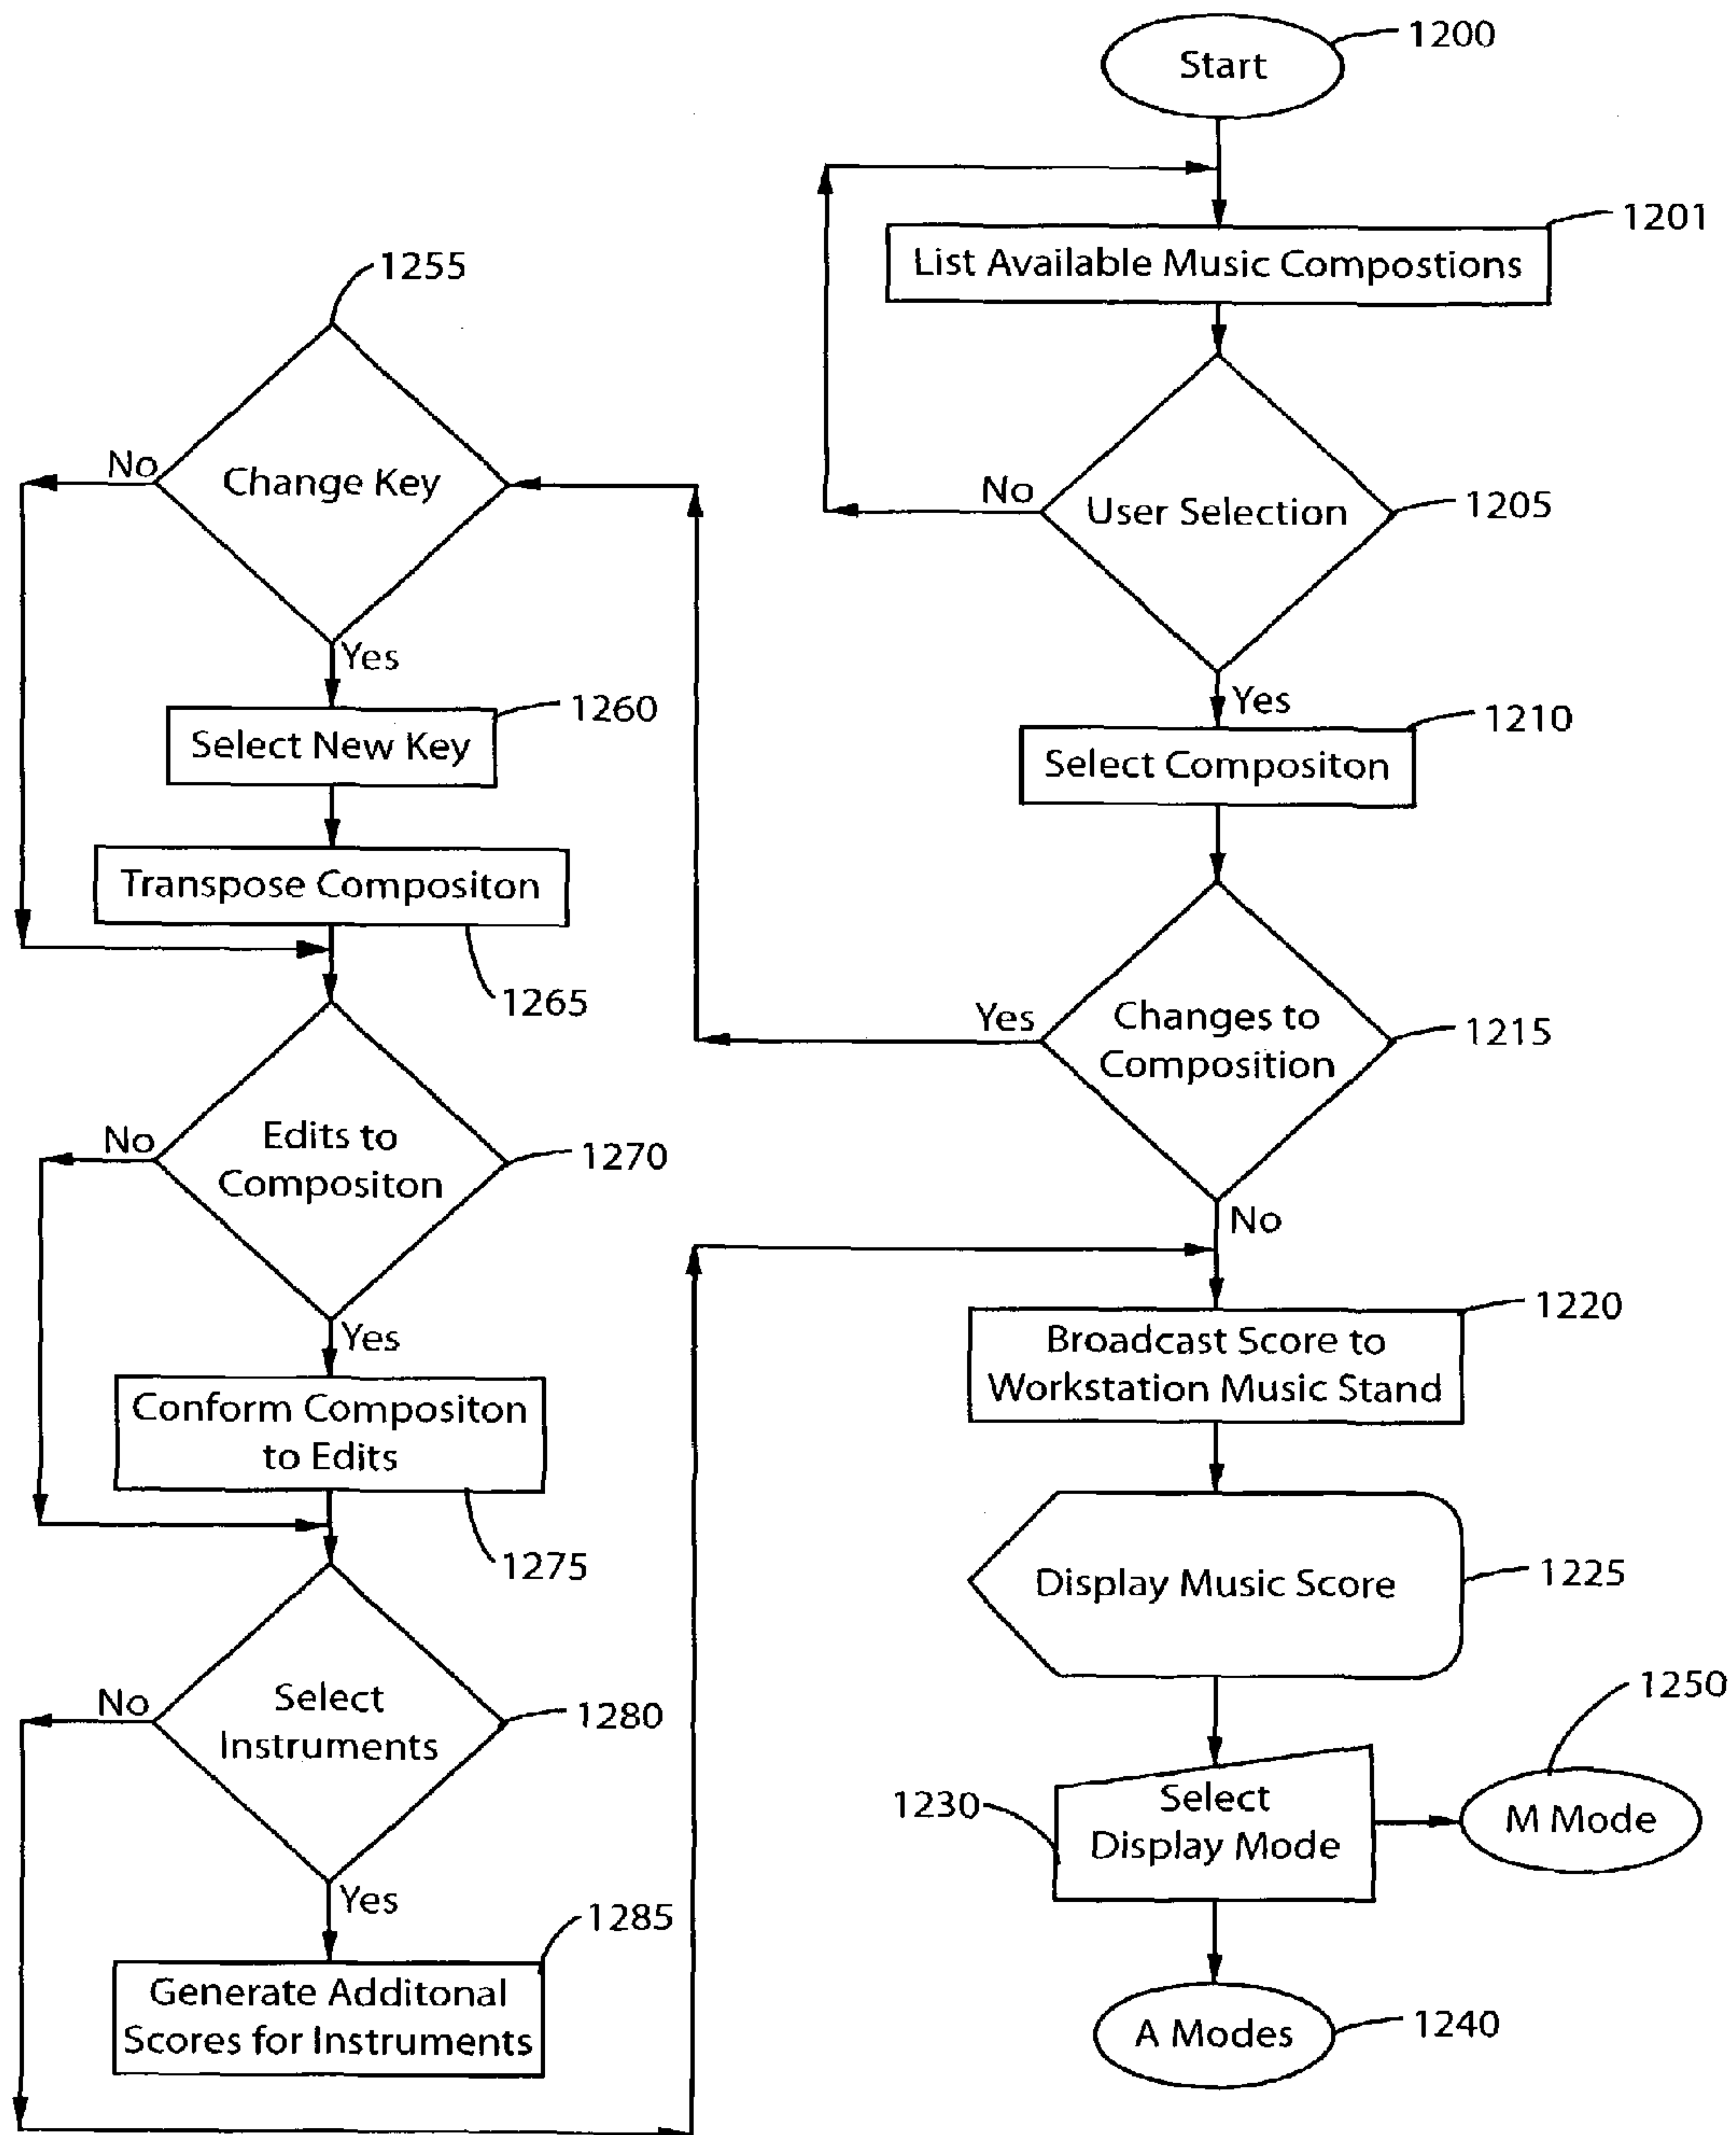 Start
1200
List Available Music Compostions
1201
User Selection
1205
No
Yes
Select Compositon
1210
Changes to
Composition
1215
Yes
No
Broadcast Score to
Workstation Music Stand
1220
Display Music Score
1225
Select
Display Mode
1230
M Mode
1250
A Modes
1240
1255
Change Key
No
Yes
Select New Key
1260
Transpose Compositon
1265
Edits to
Compositon
1270
No
Yes
Conform Compositon
to Edits
1275
Select
Instruments
1280
No
Yes
Generate Additonal
Scores for Instruments
1285